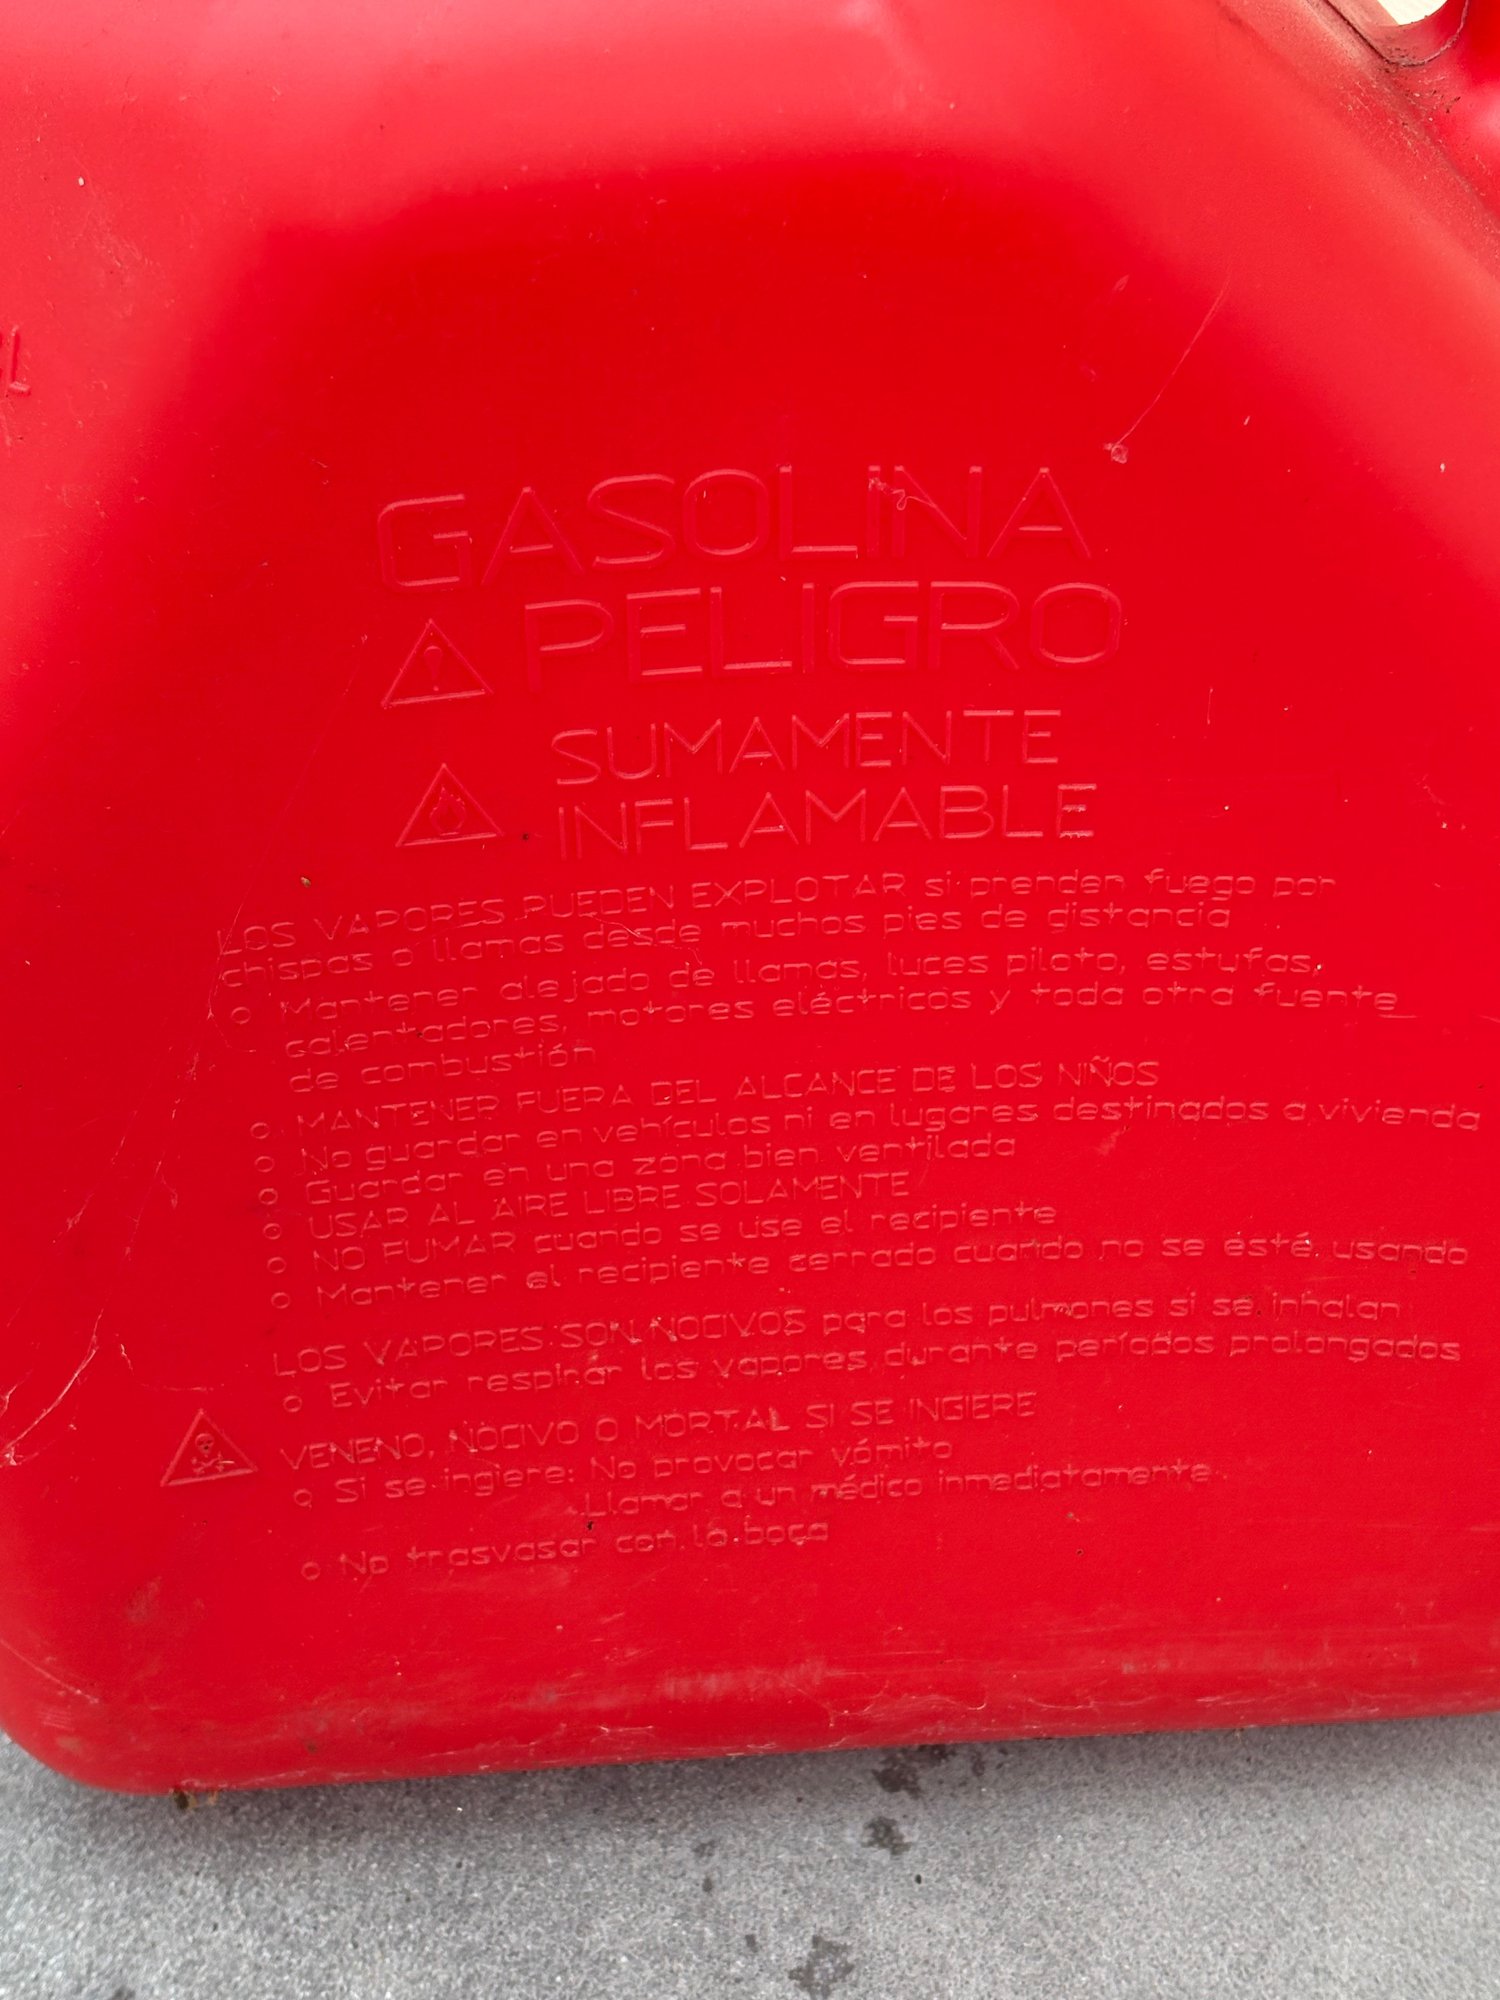 GASOLINA
PELIGRO
SUMAMENTE
INFLAMABLE
LOS VAPORES PUEDEN EXPLOTAR si prenden fuego por
chispas o llamas desde muchos pies de distancia
o Mantener alejado de llamas, luces piloto, estufas,
calentadores, motores eléctricos y toda otra fuente
de combustión
o MANTENER FUERA DEL ALCANCE DE LOS NIÑOS
o No guardar en vehículos ni en lugares destinados a vivienda
o Guardar en una zona bien ventilada
o USAR AL AIRE LIBRE SOLAMENTE
o NO FUMAR cuando se use el recipiente
o Mantener el recipiente cerrado cuando no se esté usando
LOS VAPORES SON NOCIVOS para los pulmones si se inhalan
o Evitar respirar los vapores durante períodos prolongados
VENENO, NOCIVO O MORTAL SI SE INGIERE
o Si se ingiere: No provocar vómito
Llamar a un médico inmediatamente
o No trasvasar con la boca